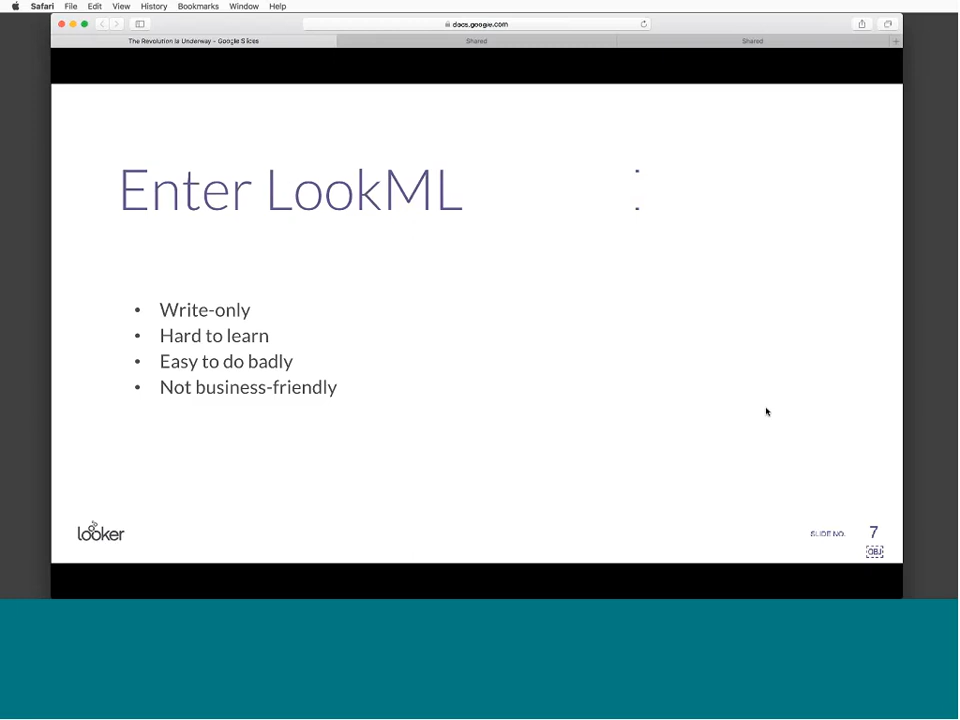 Safari File Edit View History Bookmarks Window Help
docs.google.com
The Revolution Is Underway - Google Slides Shared Shared
Enter LookML
• Write-only
• Hard to learn
• Easy to do badly
• Not business-friendly
looker
SLIDE NO. 7
OBJ